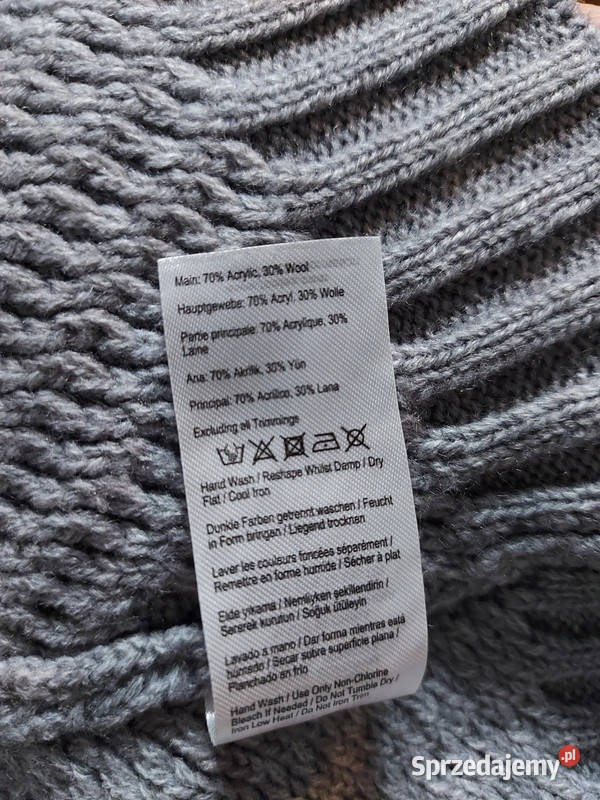 Main: 70% Acrylic, 30% Wool
Hauptgewebe: 70% Acryl, 30% Wolle
Partie principale: 70% Acrylique, 30%
Laine
Ana: 70% Akrilik, 30% Yün
Principal: 70% Acrílico, 30% Lana
Excluding all Trimmings
Hand Wash / Reshape Whilst Damp / Dry
Flat / Cool Iron
Dunkle Farben getrennt waschen / Feucht
in Form bringen / Liegend trocknen
Laver les couleurs foncées séparément /
Remettre en forme humide / Sécher à plat
Elde yıkama / Nemliyken şekillendirin /
Sererek kurutun / Soğuk ütüleyin
Lavado a mano / Dar forma mientras está
húmedo / Secar sobre superficie plana /
Planchado en frio
Hand Wash / Use Only Non-Chlorine
Bleach If Needed / Do Not Tumble Dry /
Iron Low Heat / Do Not Iron Trim
Sprzedajemy.pl